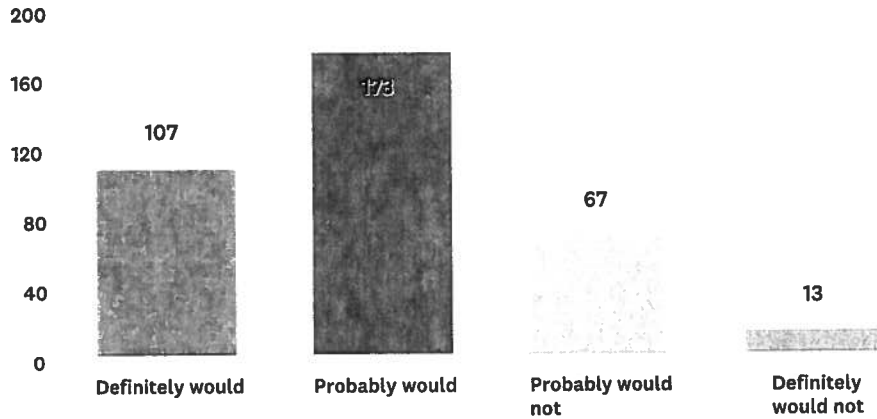 200
160
120
80
40
0
107
173
67
13
Definitely would
Probably would
Probably would
not
Definitely
would not